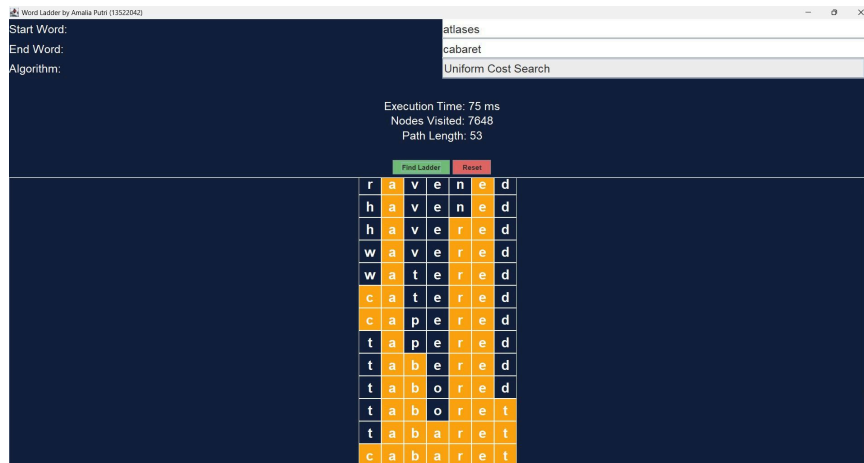 Word Ladder by Amalia Putri (13522042)
Start Word: atlases
End Word: cabaret
Algorithm: Uniform Cost Search
Execution Time: 75 ms
Nodes Visited: 7648
Path Length: 53
Find Ladder Reset
r a v e n e d
h a v e n e d
h a v e r e d
w a v e r e d
w a t e r e d
c a t e r e d
c a p e r e d
t a p e r e d
t a b e r e d
t a b o r e d
t a b o r e t
t a b a r e t
c a b a r e t